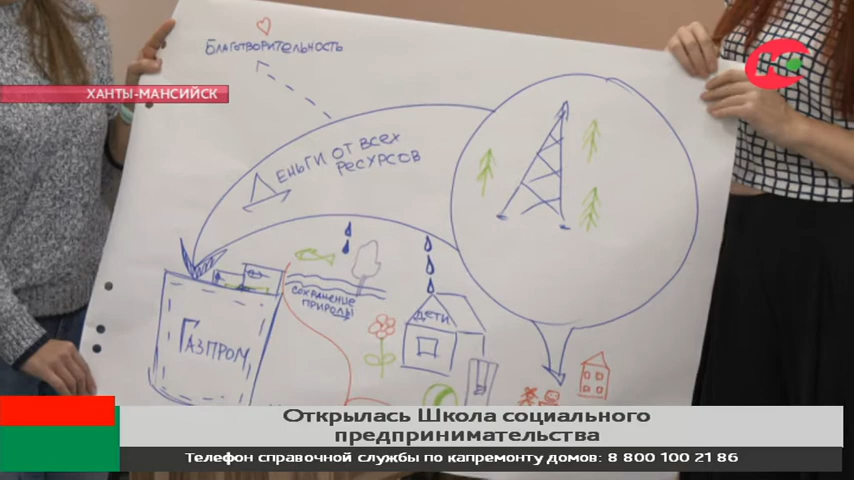 Благотворительность
ХАНТЫ-МАНСИЙСК
Деньги от всех
ресурсов
сохранение
природы
дети
Газпром
Открылась Школа социального
предпринимательства
Телефон справочной службы по капремонту домов: 8 800 100 21 86